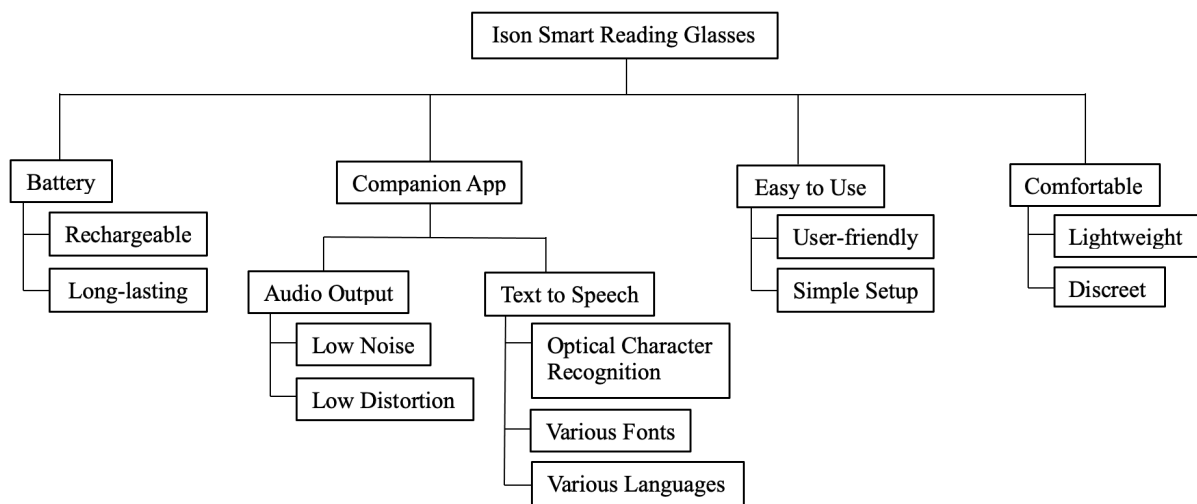 Ison Smart Reading Glasses
Battery
Rechargeable
Long-lasting
Companion App
Audio Output
Low Noise
Low Distortion
Text to Speech
Optical Character
Recognition
Various Fonts
Various Languages
Easy to Use
User-friendly
Simple Setup
Comfortable
Lightweight
Discreet